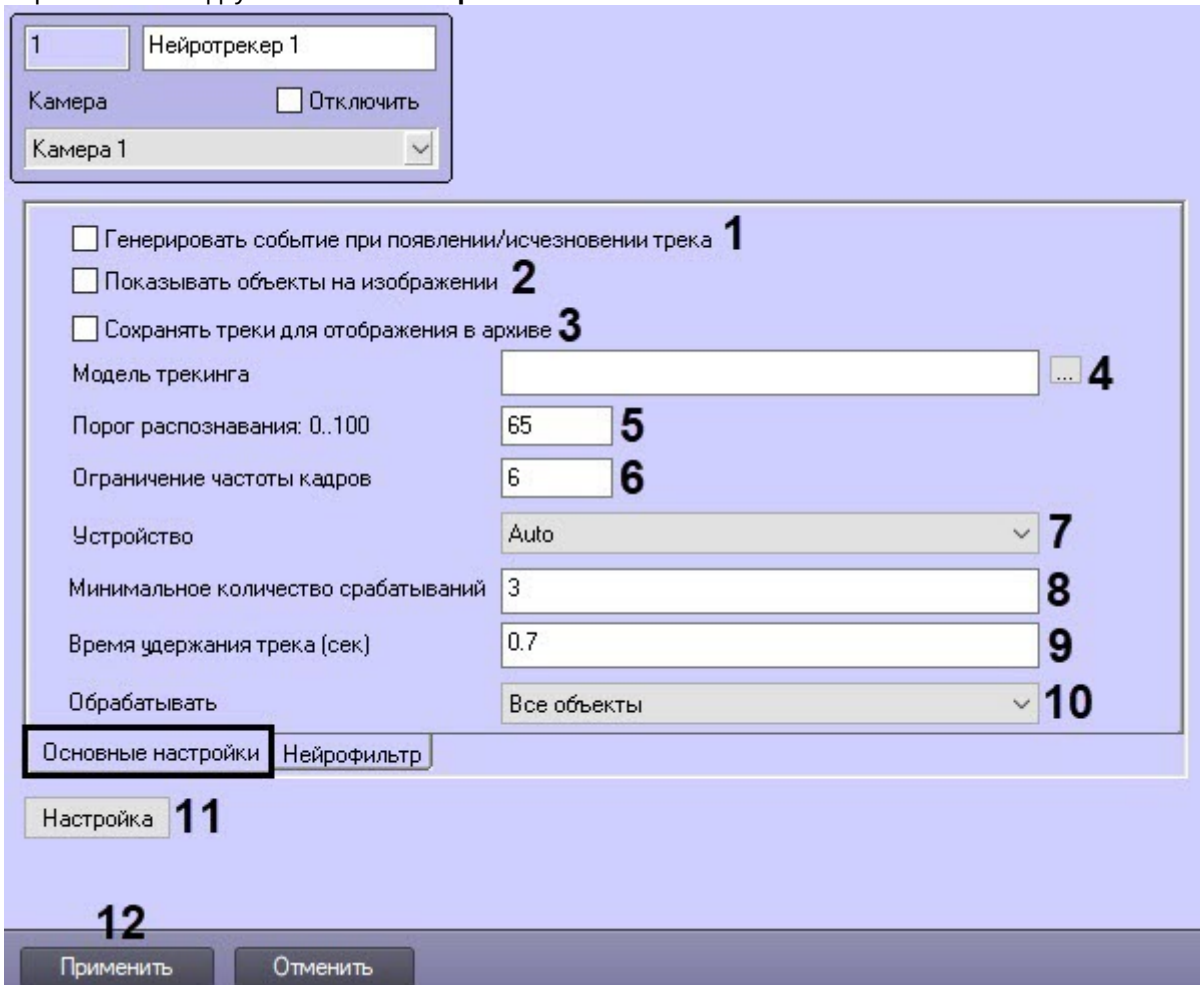 1 Нейротрекер 1
Камера Отключить
Камера 1
Генерировать событие при появлении/исчезновении трека 1
Показывать объекты на изображении 2
Сохранять треки для отображения в архиве 3
Модель трекинга ... 4
Порог распознавания: 0..100 65 5
Ограничение частоты кадров 6 6
Устройство Auto 7
Минимальное количество срабатываний 3 8
Время удержания трека (сек) 0.7 9
Обрабатывать Все объекты 10
Основные настройки Нейрофильтр
Настройка 11
12
Применить Отменить